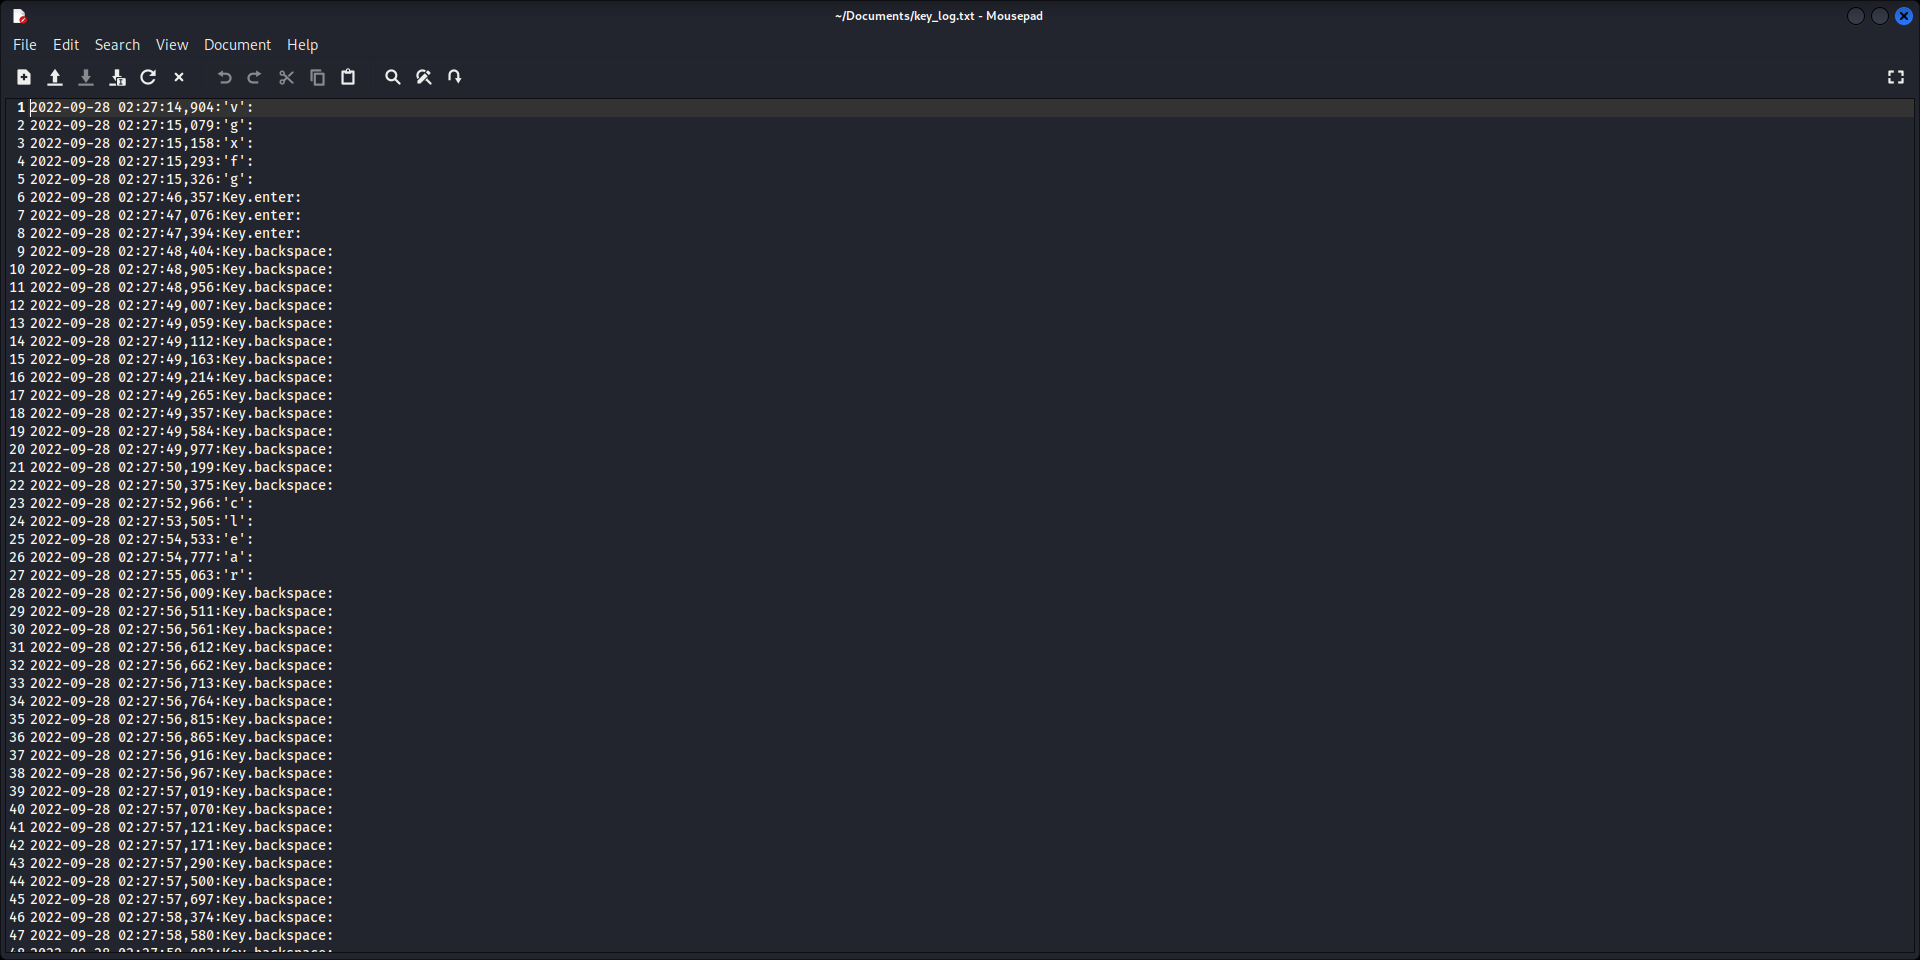 ~/Documents/key_log.txt - Mousepad
File Edit Search View Document Help
1 2022-09-28 02:27:14,904:'v':
2 2022-09-28 02:27:15,079:'g':
3 2022-09-28 02:27:15,158:'x':
4 2022-09-28 02:27:15,293:'f':
5 2022-09-28 02:27:15,326:'g':
6 2022-09-28 02:27:46,357:Key.enter:
7 2022-09-28 02:27:47,076:Key.enter:
8 2022-09-28 02:27:47,394:Key.enter:
9 2022-09-28 02:27:48,404:Key.backspace:
10 2022-09-28 02:27:48,905:Key.backspace:
11 2022-09-28 02:27:48,956:Key.backspace:
12 2022-09-28 02:27:49,007:Key.backspace:
13 2022-09-28 02:27:49,059:Key.backspace:
14 2022-09-28 02:27:49,112:Key.backspace:
15 2022-09-28 02:27:49,163:Key.backspace:
16 2022-09-28 02:27:49,214:Key.backspace:
17 2022-09-28 02:27:49,265:Key.backspace:
18 2022-09-28 02:27:49,357:Key.backspace:
19 2022-09-28 02:27:49,584:Key.backspace:
20 2022-09-28 02:27:49,977:Key.backspace:
21 2022-09-28 02:27:50,199:Key.backspace:
22 2022-09-28 02:27:50,375:Key.backspace:
23 2022-09-28 02:27:52,966:'c':
24 2022-09-28 02:27:53,505:'l':
25 2022-09-28 02:27:54,533:'e':
26 2022-09-28 02:27:54,777:'a':
27 2022-09-28 02:27:55,063:'r':
28 2022-09-28 02:27:56,009:Key.backspace:
29 2022-09-28 02:27:56,511:Key.backspace:
30 2022-09-28 02:27:56,561:Key.backspace:
31 2022-09-28 02:27:56,612:Key.backspace:
32 2022-09-28 02:27:56,662:Key.backspace:
33 2022-09-28 02:27:56,713:Key.backspace:
34 2022-09-28 02:27:56,764:Key.backspace:
35 2022-09-28 02:27:56,815:Key.backspace:
36 2022-09-28 02:27:56,865:Key.backspace:
37 2022-09-28 02:27:56,916:Key.backspace:
38 2022-09-28 02:27:56,967:Key.backspace:
39 2022-09-28 02:27:57,019:Key.backspace:
40 2022-09-28 02:27:57,070:Key.backspace:
41 2022-09-28 02:27:57,121:Key.backspace:
42 2022-09-28 02:27:57,171:Key.backspace:
43 2022-09-28 02:27:57,290:Key.backspace:
44 2022-09-28 02:27:57,500:Key.backspace:
45 2022-09-28 02:27:57,697:Key.backspace:
46 2022-09-28 02:27:58,374:Key.backspace:
47 2022-09-28 02:27:58,580:Key.backspace: